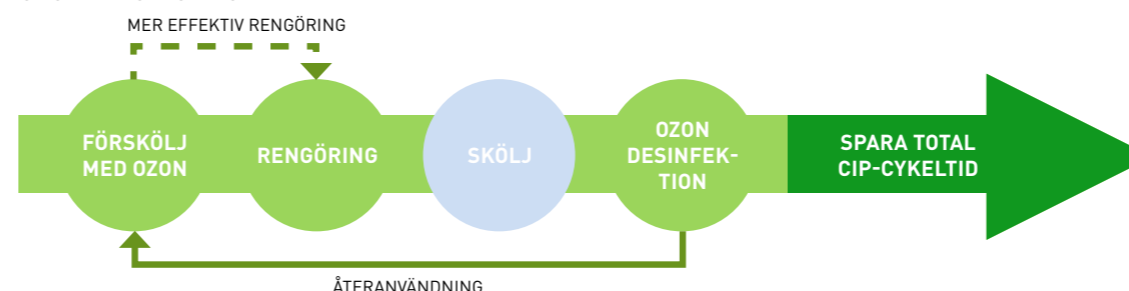 MER EFFEKTIV RENGÖRING
FÖRSKÖLJ
MED OZON
RENGÖRING
SKÖLJ
OZON
DESINFEK-
TION
SPARA TOTAL
CIP-CYKELTID
ÅTERANVÄNDNING